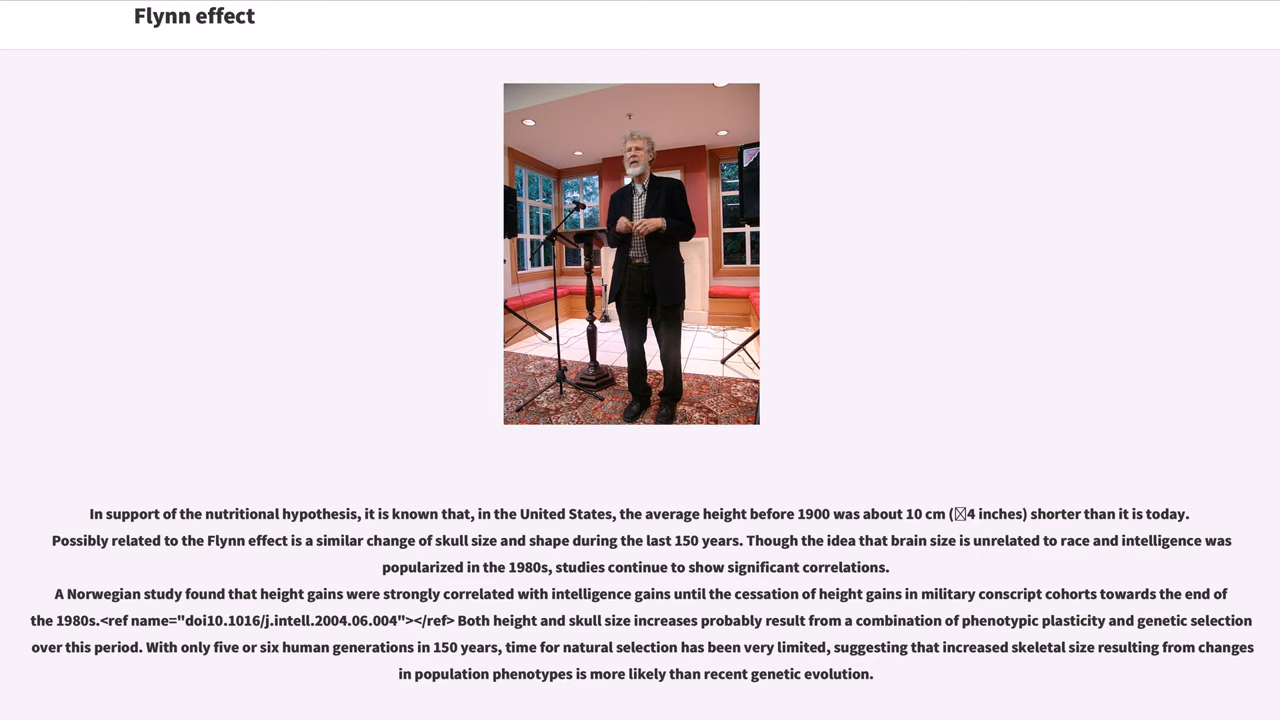 Flynn effect
In support of the nutritional hypothesis, it is known that, in the United States, the average height before 1900 was about 10 cm (4 inches) shorter than it is today.
Possibly related to the Flynn effect is a similar change of skull size and shape during the last 150 years. Though the idea that brain size is unrelated to race and intelligence was
popularized in the 1980s, studies continue to show significant correlations.
A Norwegian study found that height gains were strongly correlated with intelligence gains until the cessation of height gains in military conscript cohorts towards the end of
the 1980s.<ref name="doi10.1016/j.intell.2004.06.004"></ref> Both height and skull size increases probably result from a combination of phenotypic plasticity and genetic selection
over this period. With only five or six human generations in 150 years, time for natural selection has been very limited, suggesting that increased skeletal size resulting from changes
in population phenotypes is more likely than recent genetic evolution.